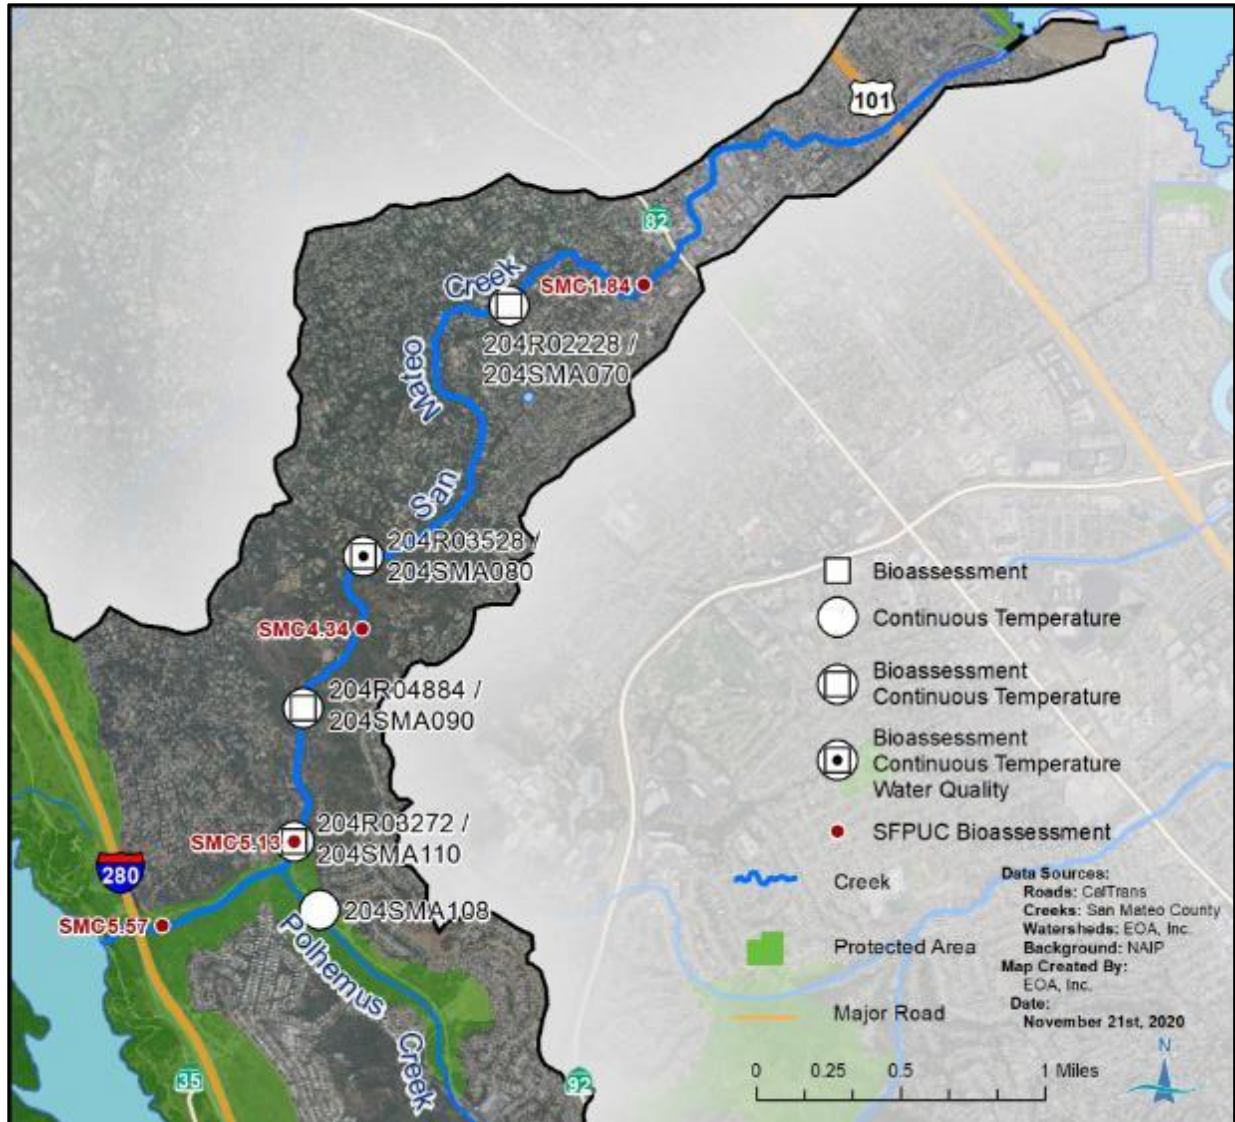 101
82
Creek
SMC1.84
204R02228 /
204SMA070
Mateo
San
204R03528 /
204SMA080
SMC4.34
204R04884 /
204SMA090
SMC5.13
204R03272 /
204SMA110
280
SMC5.57
204SMA108
Polhemus
Creek
35
92
Bioassessment
Continuous Temperature
Bioassessment
Continuous Temperature
Bioassessment
Continuous Temperature
Water Quality
SFPUC Bioassessment
Creek
Protected Area
Major Road
Data Sources:
Roads: CalTrans
Creeks: San Mateo County
Watersheds: EOA, Inc.
Background: NAIP
Map Created By:
EOA, Inc.
Date:
November 21st, 2020
N
0 0.25 0.5 1 Miles